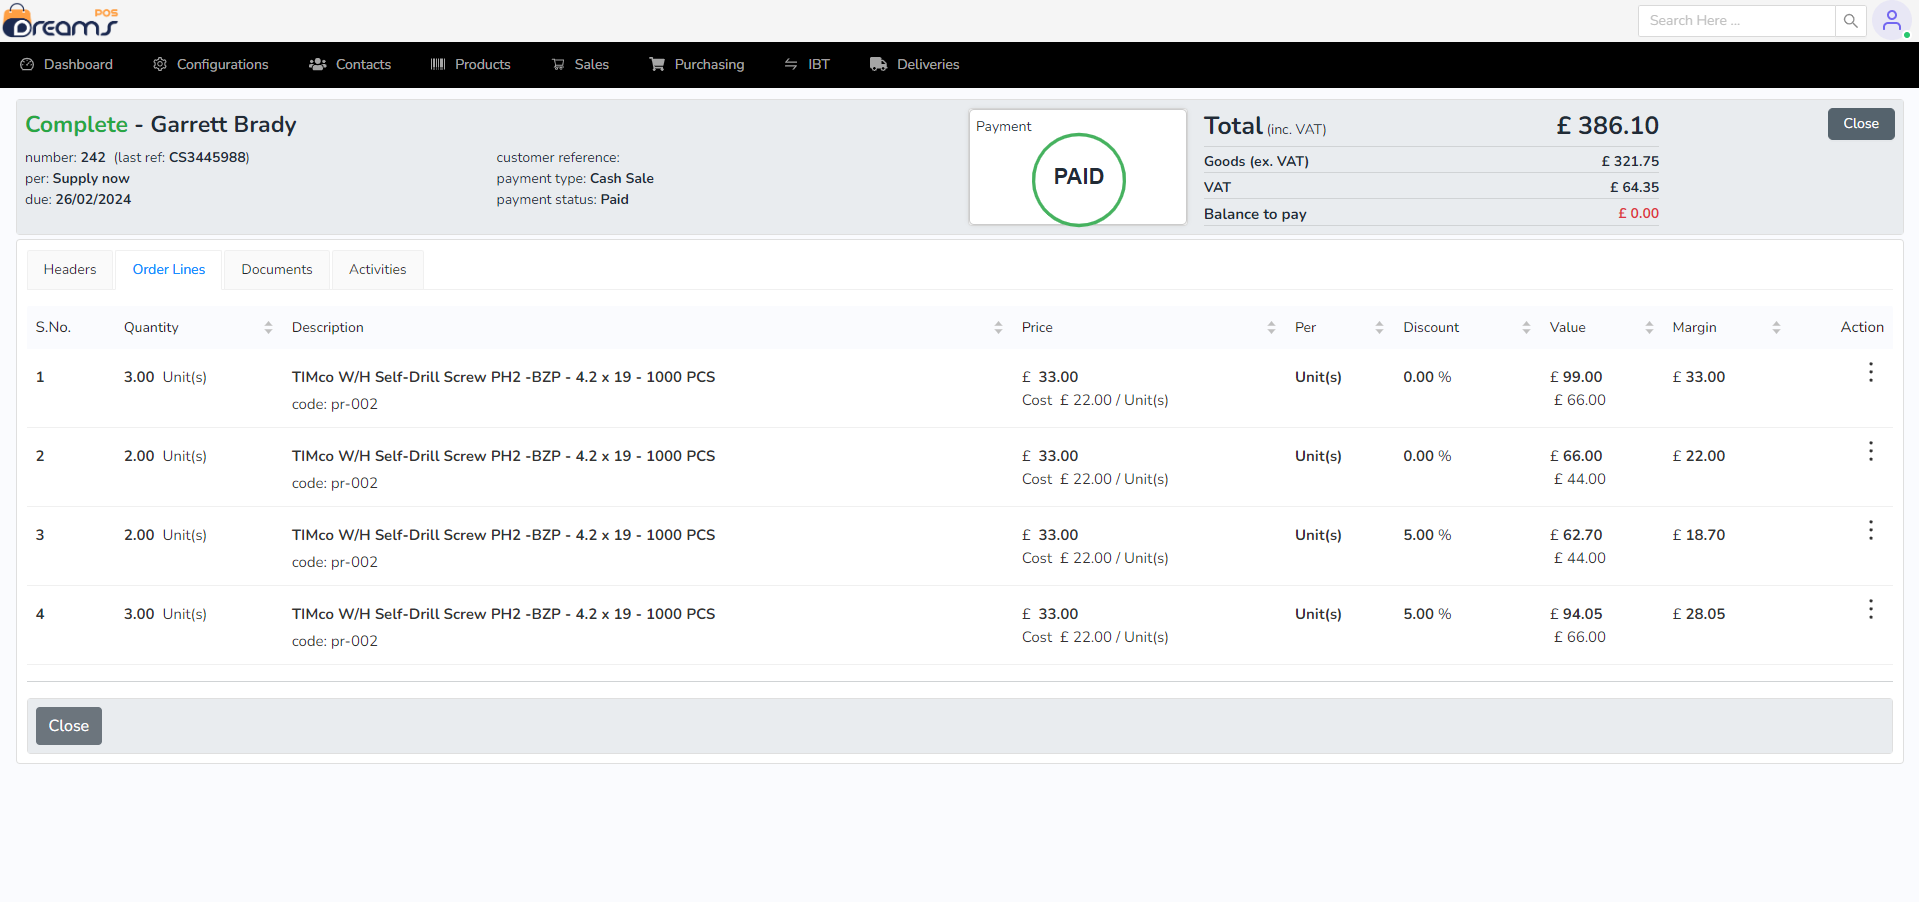 DREAMS POS
Search Here ...
Dashboard Configurations Contacts Products Sales Purchasing IBT Deliveries
Complete - Garrett Brady
number: 242 (last ref: CS3445988)
per: Supply now
due: 26/02/2024
customer reference:
payment type: Cash Sale
payment status: Paid
Payment
PAID
Total (inc. VAT) £ 386.10
Goods (ex. VAT) £ 321.75
VAT £ 64.35
Balance to pay £ 0.00
Close
Headers Order Lines Documents Activities
S.No. Quantity Description Price Per Discount Value Margin Action
1 3.00 Unit(s) TIMco W/H Self-Drill Screw PH2 -BZP - 4.2 x 19 - 1000 PCS £ 33.00 Unit(s) 0.00 % £ 99.00 £ 33.00
code: pr-002 Cost £ 22.00 / Unit(s) £ 66.00
2 2.00 Unit(s) TIMco W/H Self-Drill Screw PH2 -BZP - 4.2 x 19 - 1000 PCS £ 33.00 Unit(s) 0.00 % £ 66.00 £ 22.00
code: pr-002 Cost £ 22.00 / Unit(s) £ 44.00
3 2.00 Unit(s) TIMco W/H Self-Drill Screw PH2 -BZP - 4.2 x 19 - 1000 PCS £ 33.00 Unit(s) 5.00 % £ 62.70 £ 18.70
code: pr-002 Cost £ 22.00 / Unit(s) £ 44.00
4 3.00 Unit(s) TIMco W/H Self-Drill Screw PH2 -BZP - 4.2 x 19 - 1000 PCS £ 33.00 Unit(s) 5.00 % £ 94.05 £ 28.05
code: pr-002 Cost £ 22.00 / Unit(s) £ 66.00
Close